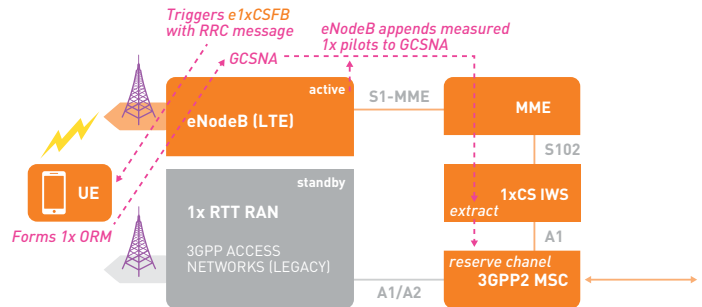 Triggers e1xCSFB
with RRC message
eNodeB appends measured
1x pilots to GCSNA
GCSNA
active
eNodeB (LTE)
S1-MME
MME
S102
UE
standby
1x RTT RAN
1xCS IWS
extract
Forms 1x ORM
3GPP ACCESS
NETWORKS (LEGACY)
A1
reserve chanel
3GPP2 MSC
A1/A2